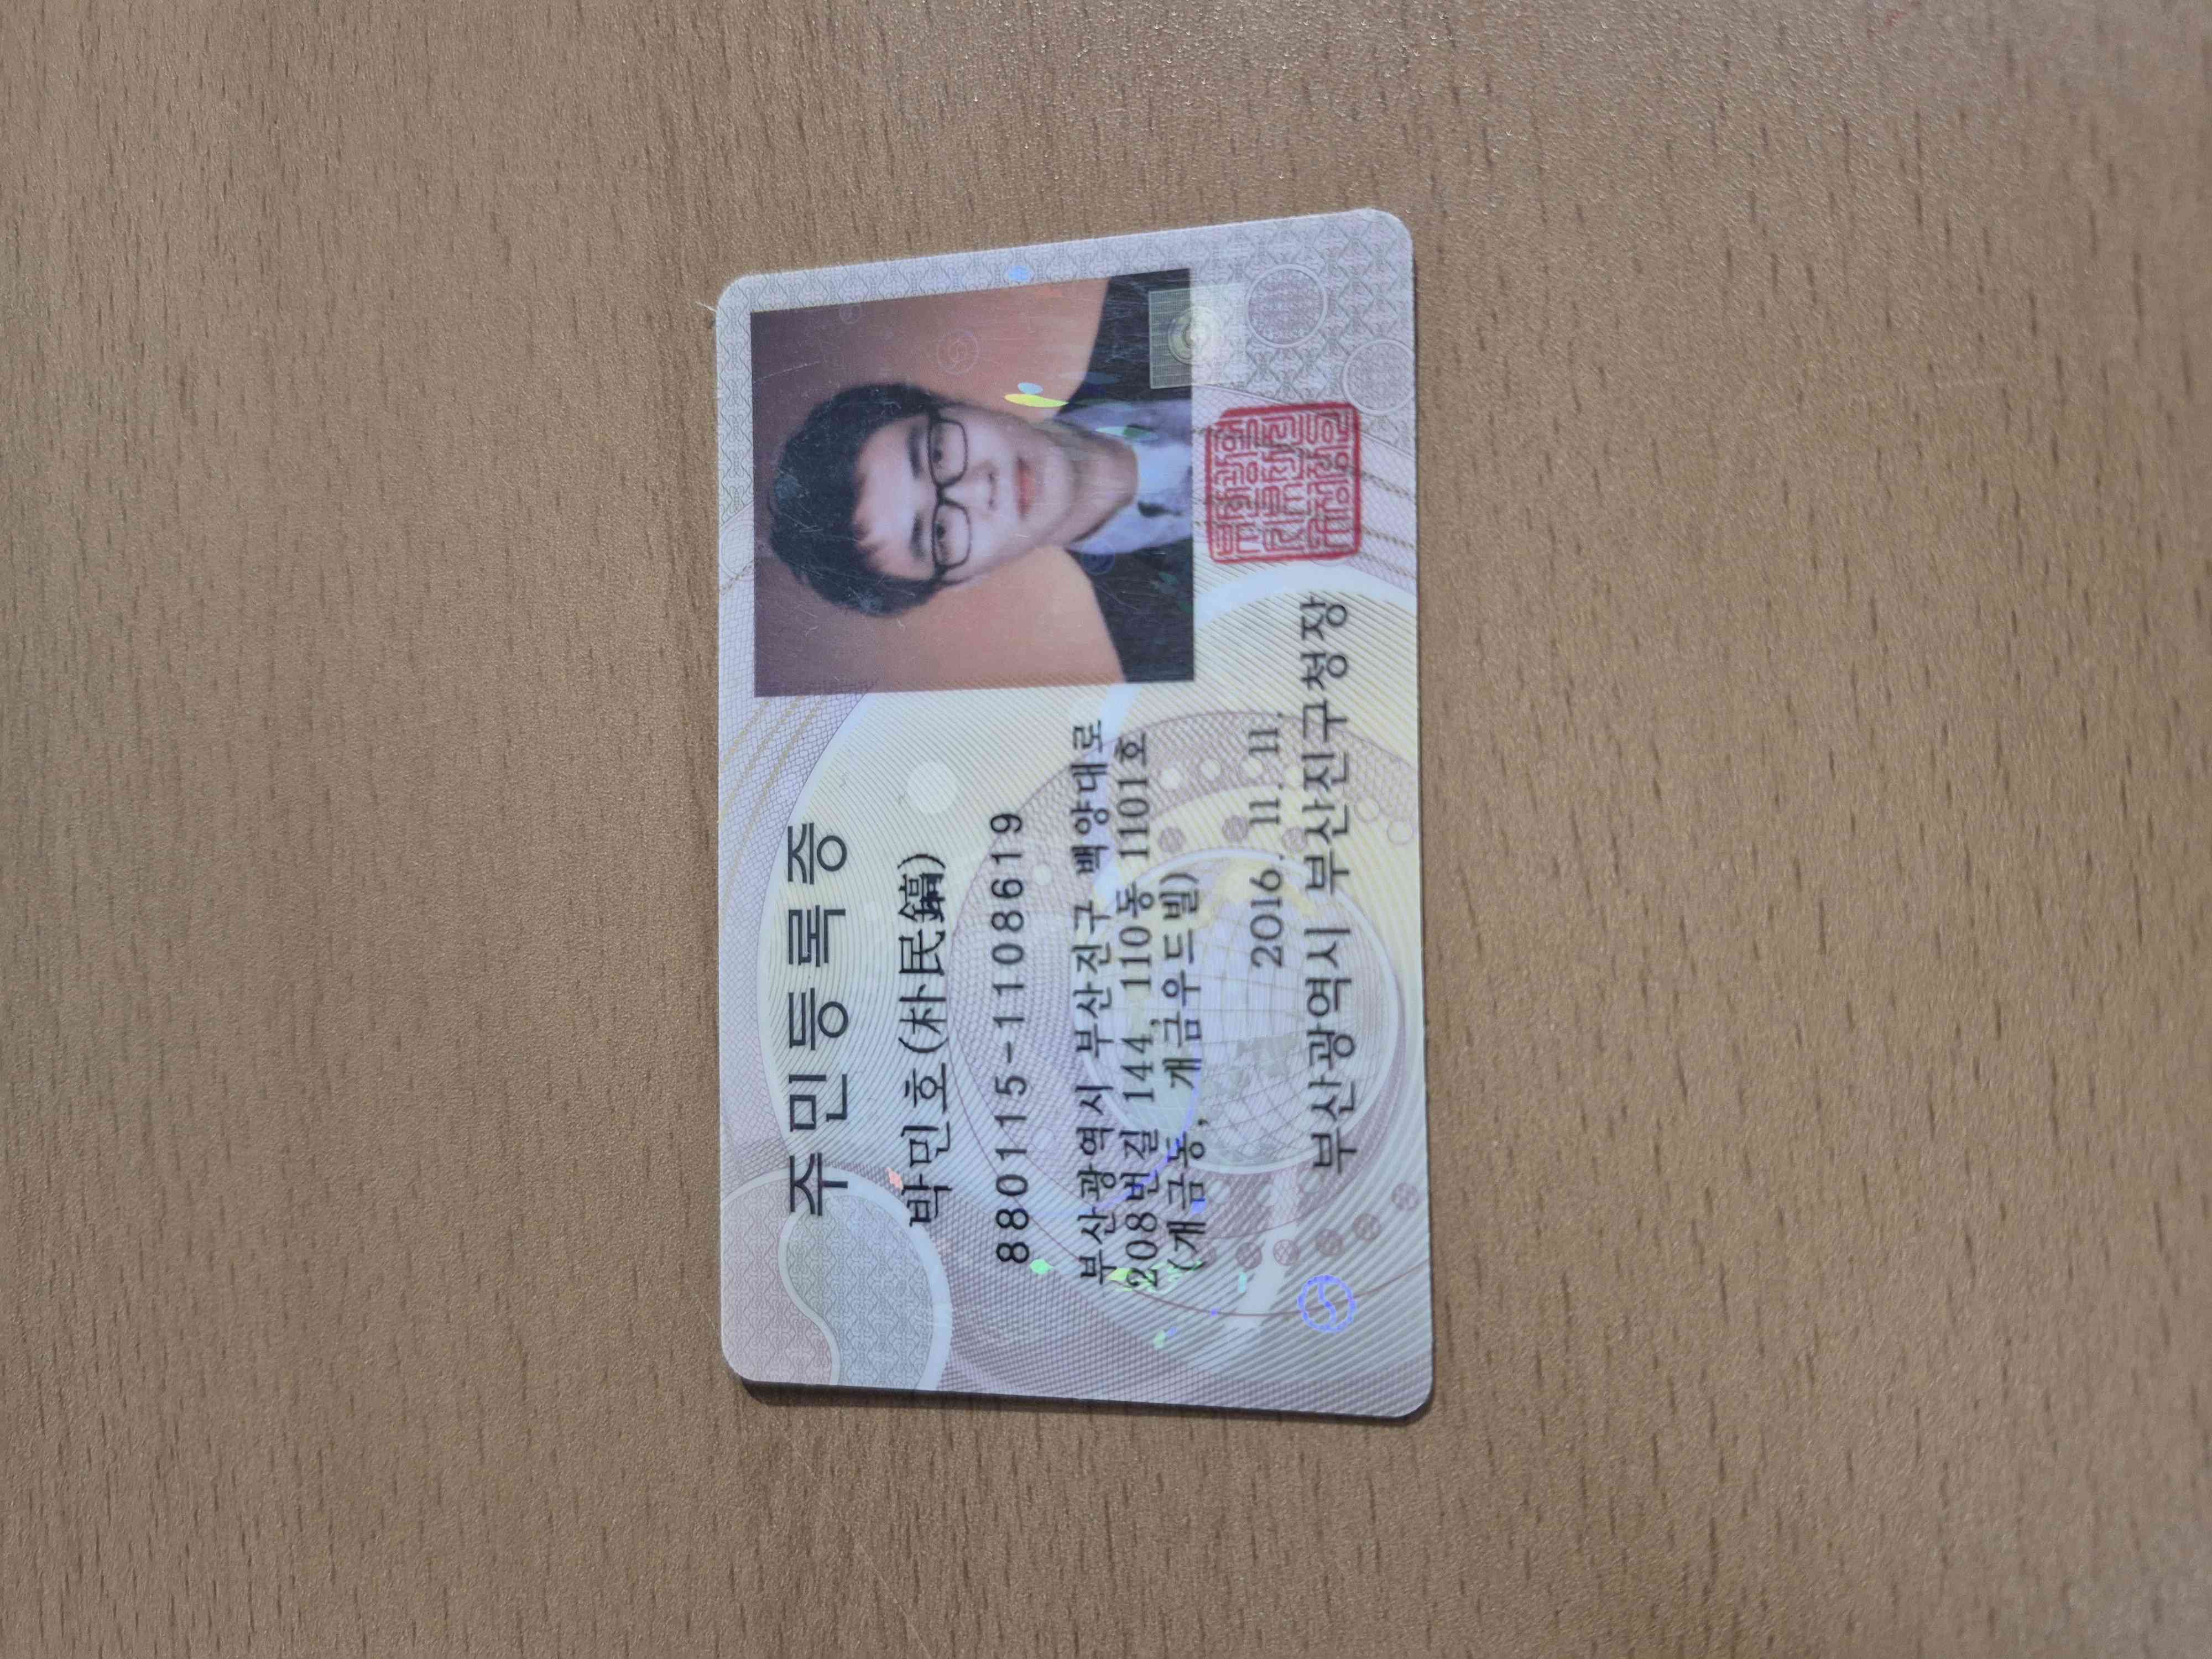 주민등록증
박민호(朴民鎬)
880115-1108619
부산광역시 부산진구 백양대로
208번길 144, 110동 1101호
(개금동, 개금우드빌)
2016. 11. 11.
부산광역시 부산진구청장